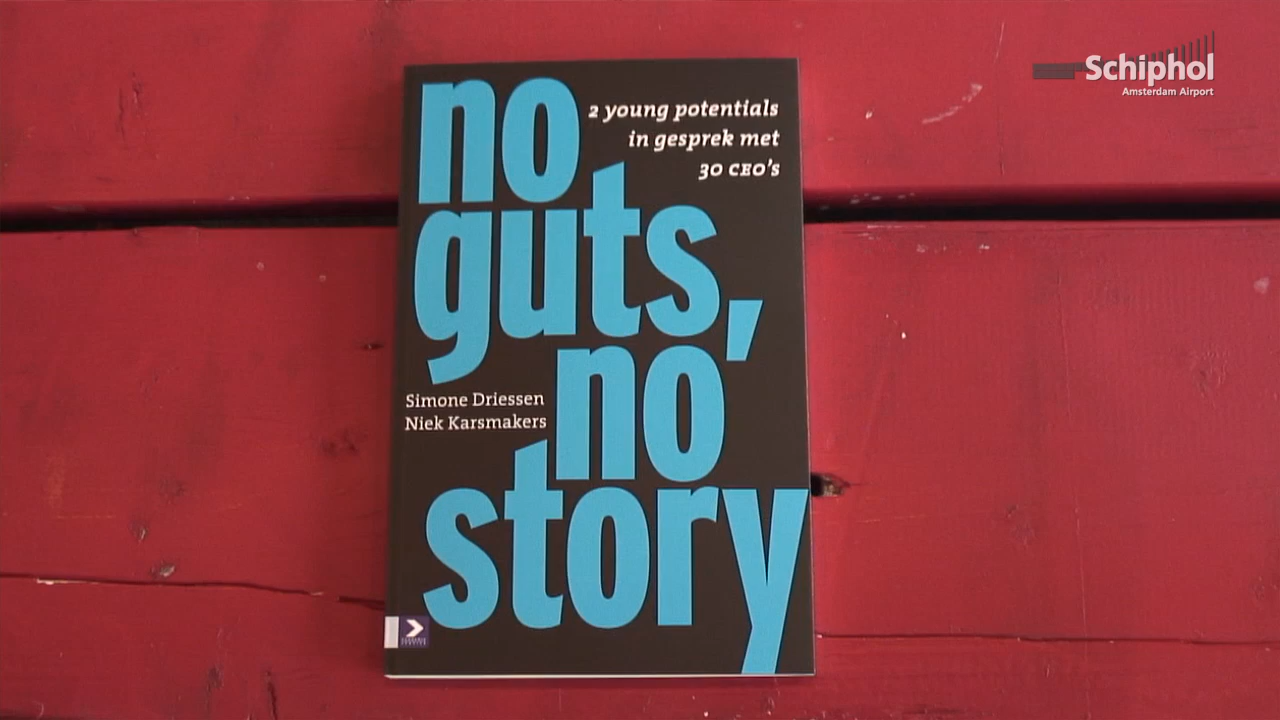 Schiphol
Amsterdam Airport
no
guts,
no
story
2 young potentials
in gesprek met
30 CEO's
Simone Driessen
Niek Karsmakers